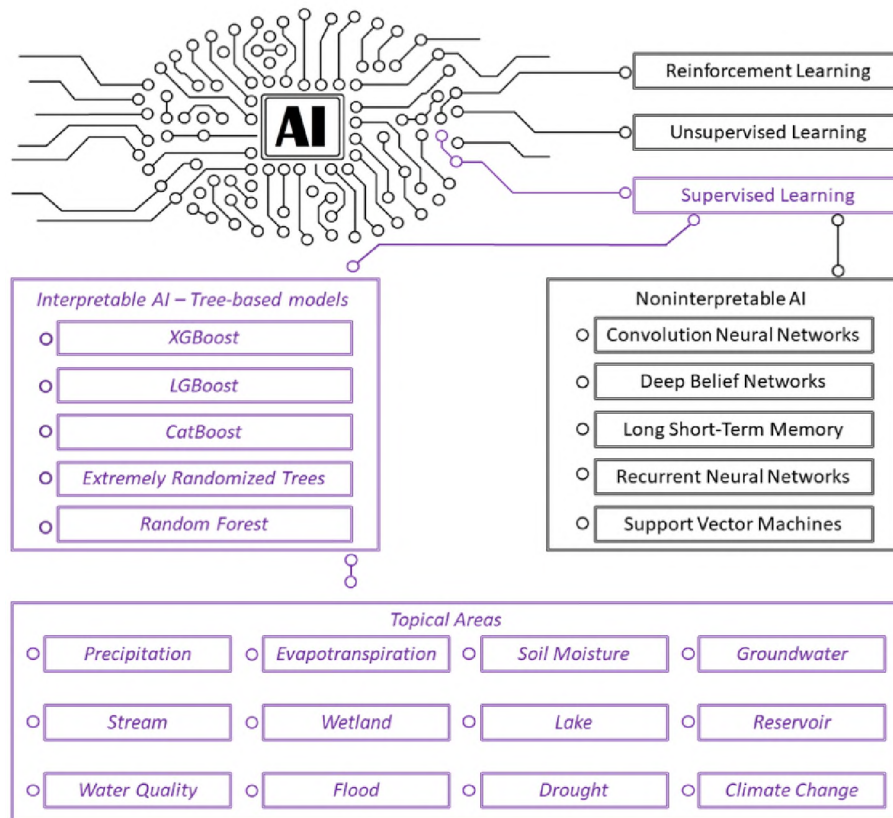 AI
Reinforcement Learning
Unsupervised Learning
Supervised Learning
Interpretable AI – Tree-based models
XGBoost
LGBoost
CatBoost
Extremely Randomized Trees
Random Forest
Noninterpretable AI
Convolution Neural Networks
Deep Belief Networks
Long Short-Term Memory
Recurrent Neural Networks
Support Vector Machines
Topical Areas
Precipitation
Evapotranspiration
Soil Moisture
Groundwater
Stream
Wetland
Lake
Reservoir
Water Quality
Flood
Drought
Climate Change